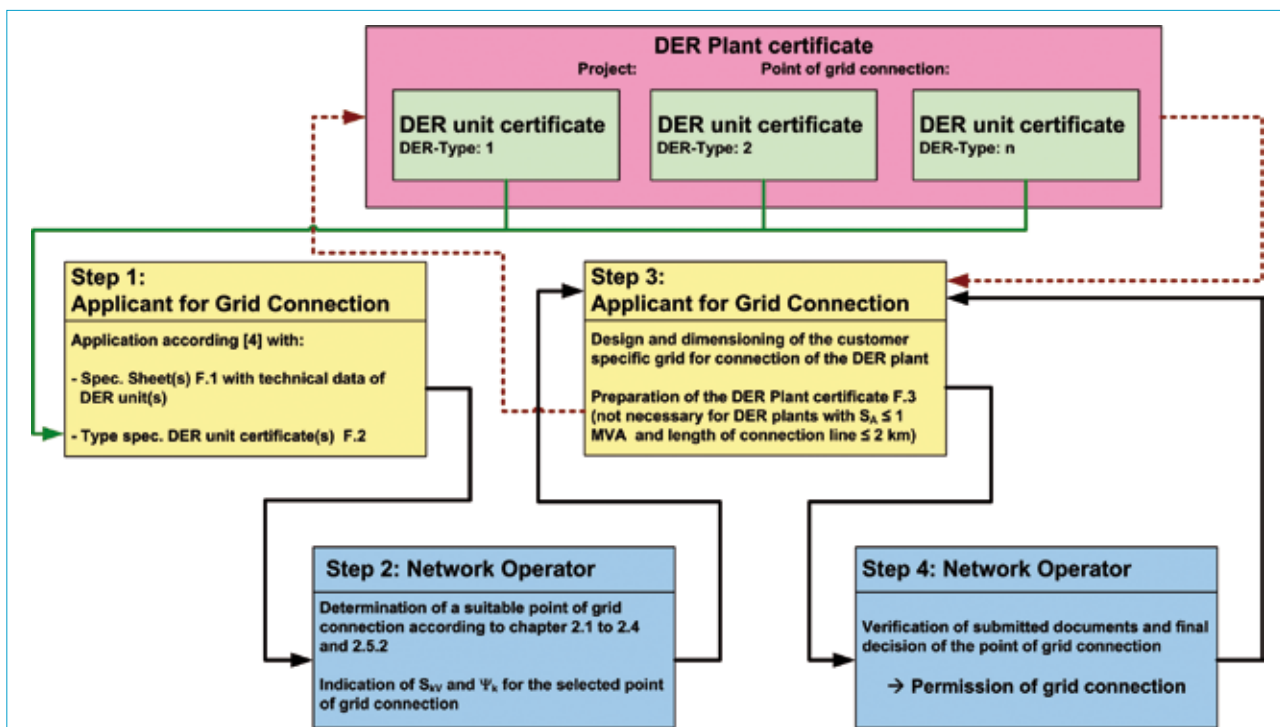 DER Plant certificate
Project: Point of grid connection:
DER unit certificate
DER-Type: 1
DER unit certificate
DER-Type: 2
DER unit certificate
DER-Type: n
Step 1:
Applicant for Grid Connection
Application according [4] with:
- Spec. Sheet(s) F.1 with technical data of
DER unit(s)
- Type spec. DER unit certificate(s) F.2
Step 3:
Applicant for Grid Connection
Design and dimensioning of the customer
specific grid for connection of the DER plant
Preparation of the DER Plant certificate F.3
(not necessary for DER plants with S_A ≤ 1
MVA and length of connection line ≤ 2 km)
Step 2: Network Operator
Determination of a suitable point of grid
connection according to chapter 2.1 to 2.4
and 2.5.2
Indication of S_kV and Ψ_k for the selected point
of grid connection
Step 4: Network Operator
Verification of submitted documents and final
decision of the point of grid connection
→ Permission of grid connection